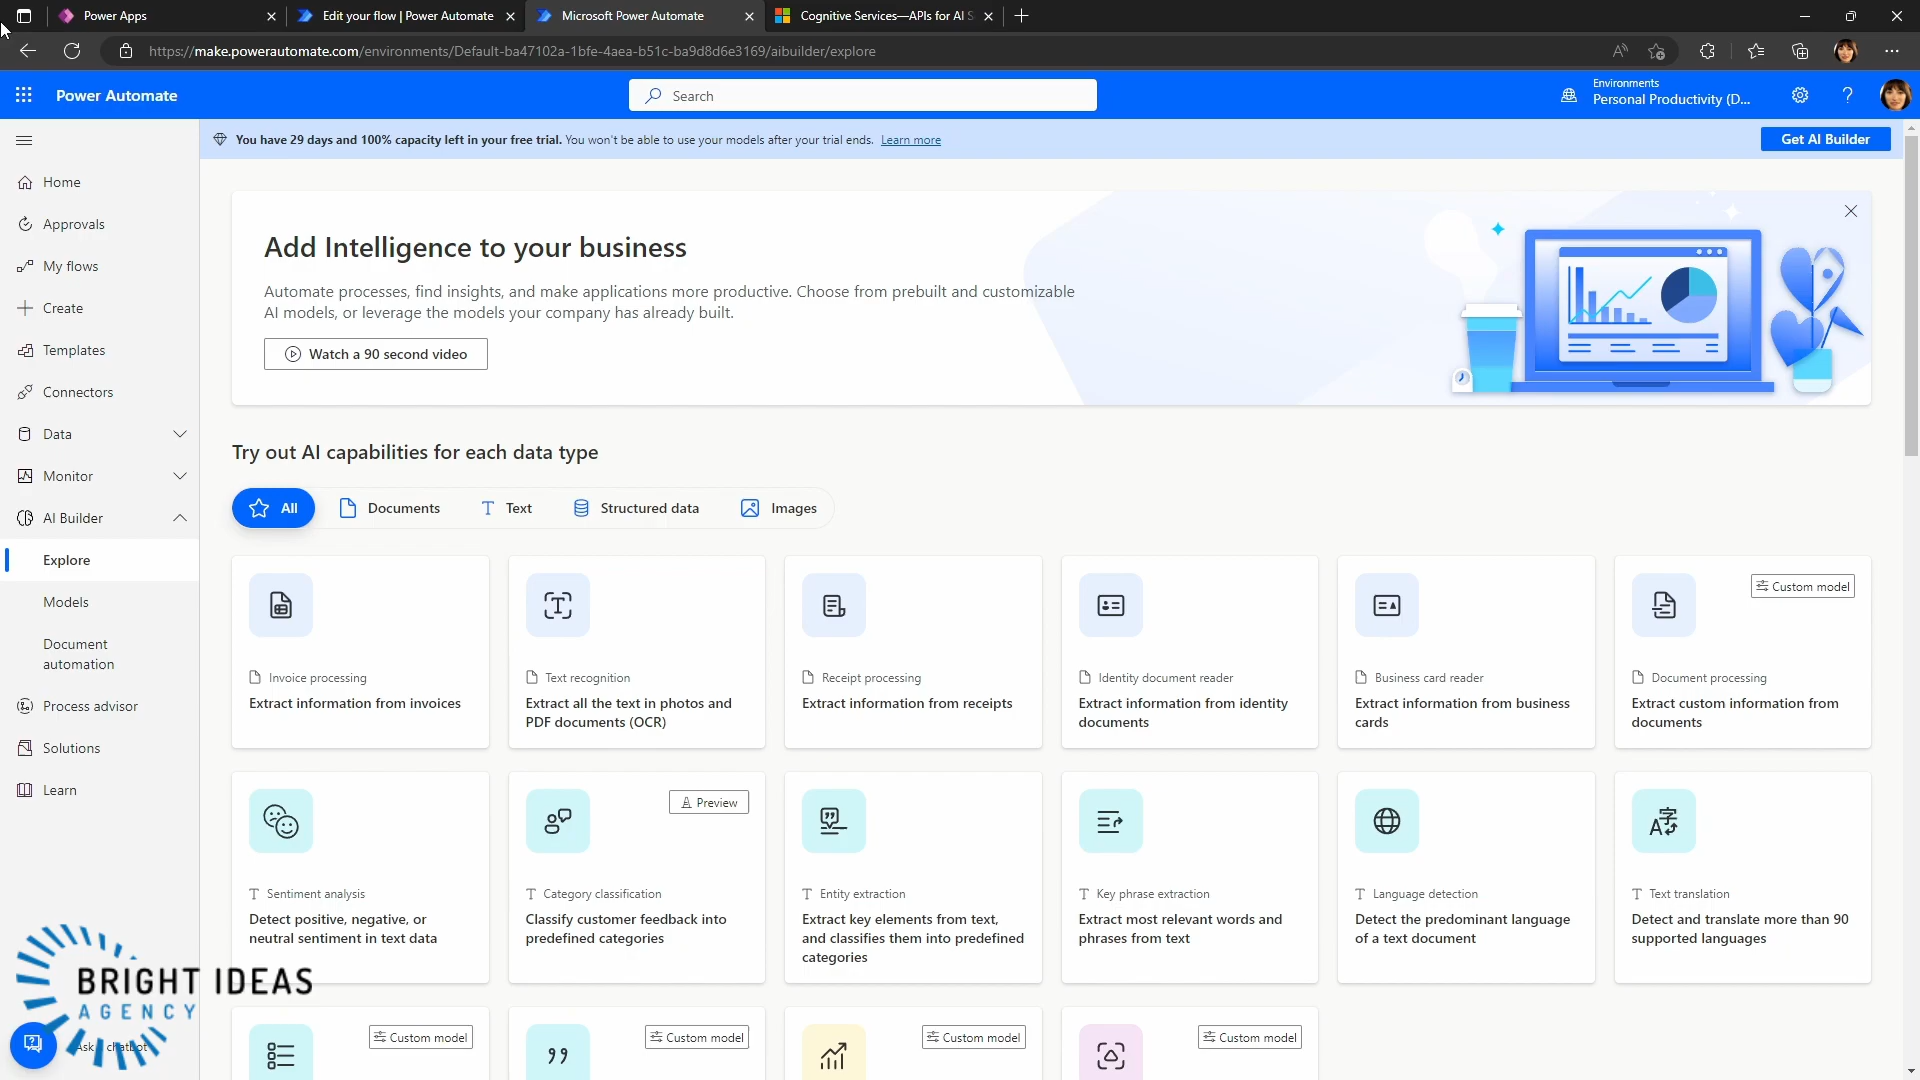 Power Apps
Edit your flow | Power Automate
Microsoft Power Automate
Cognitive Services—APIs for AI S
https://make.powerautomate.com/environments/Default-ba47102a-1bfe-4aea-b51c-ba9d8d6e3169/aibuilder/explore
Power Automate
Search
Environments
Personal Productivity (D...
You have 29 days and 100% capacity left in your free trial. You won't be able to use your models after your trial ends. Learn more
Get AI Builder
Home
Approvals
My flows
Create
Templates
Connectors
Data
Monitor
AI Builder
Explore
Models
Document
automation
Process advisor
Solutions
Learn
Add Intelligence to your business
Automate processes, find insights, and make applications more productive. Choose from prebuilt and customizable
AI models, or leverage the models your company has already built.
Watch a 90 second video
Try out AI capabilities for each data type
All
Documents
Text
Structured data
Images
Invoice processing
Extract information from invoices
Text recognition
Extract all the text in photos and
PDF documents (OCR)
Receipt processing
Extract information from receipts
Identity document reader
Extract information from identity
documents
Business card reader
Extract information from business
cards
Custom model
Document processing
Extract custom information from
documents
Sentiment analysis
Detect positive, negative, or
neutral sentiment in text data
Preview
Category classification
Classify customer feedback into
predefined categories
Entity extraction
Extract key elements from text,
and classifies them into predefined
categories
Key phrase extraction
Extract most relevant words and
phrases from text
Language detection
Detect the predominant language
of a text document
Text translation
Detect and translate more than 90
supported languages
Custom model
Custom model
Custom model
Custom model
BRIGHT IDEAS
AGENCY
Ask chatbot